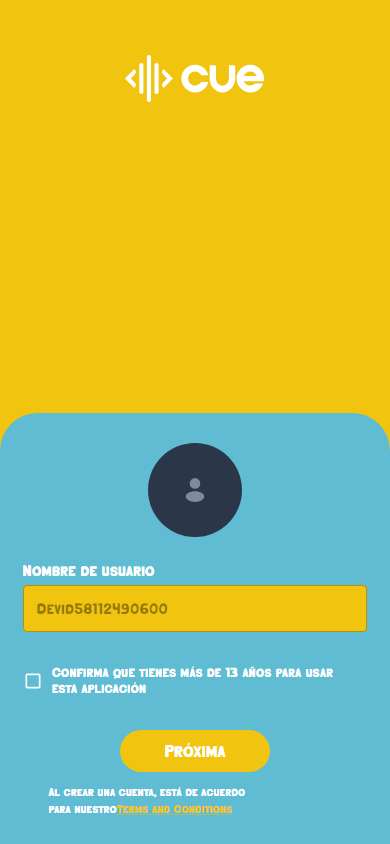 cue
Nombre de usuario
Devid58112490600
Confirma que tienes más de 13 años para usar
esta aplicación
Próxima
Al crear una cuenta, está de acuerdo
para nuestroTerms and Conditions